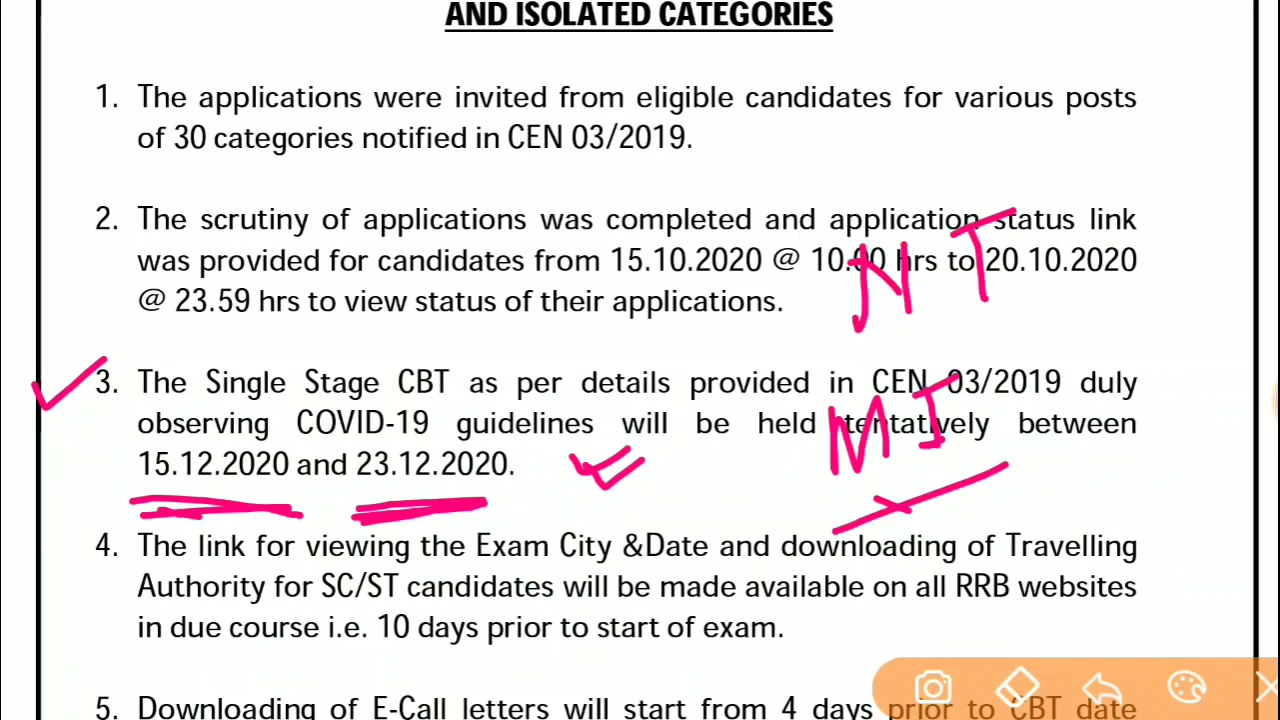 AND ISOLATED CATEGORIES
1. The applications were invited from eligible candidates for various posts
of 30 categories notified in CEN 03/2019.
2. The scrutiny of applications was completed and application status link
was provided for candidates from 15.10.2020 @ 10.00 hrs to 20.10.2020
@ 23.59 hrs to view status of their applications.
NT
3. The Single Stage CBT as per details provided in CEN 03/2019 duly
observing COVID-19 guidelines will be held tentatively between
15.12.2020 and 23.12.2020.
MI
4. The link for viewing the Exam City &Date and downloading of Travelling
Authority for SC/ST candidates will be made available on all RRB websites
in due course i.e. 10 days prior to start of exam.
5. Downloading of E-Call letters will start from 4 days prior to CBT date